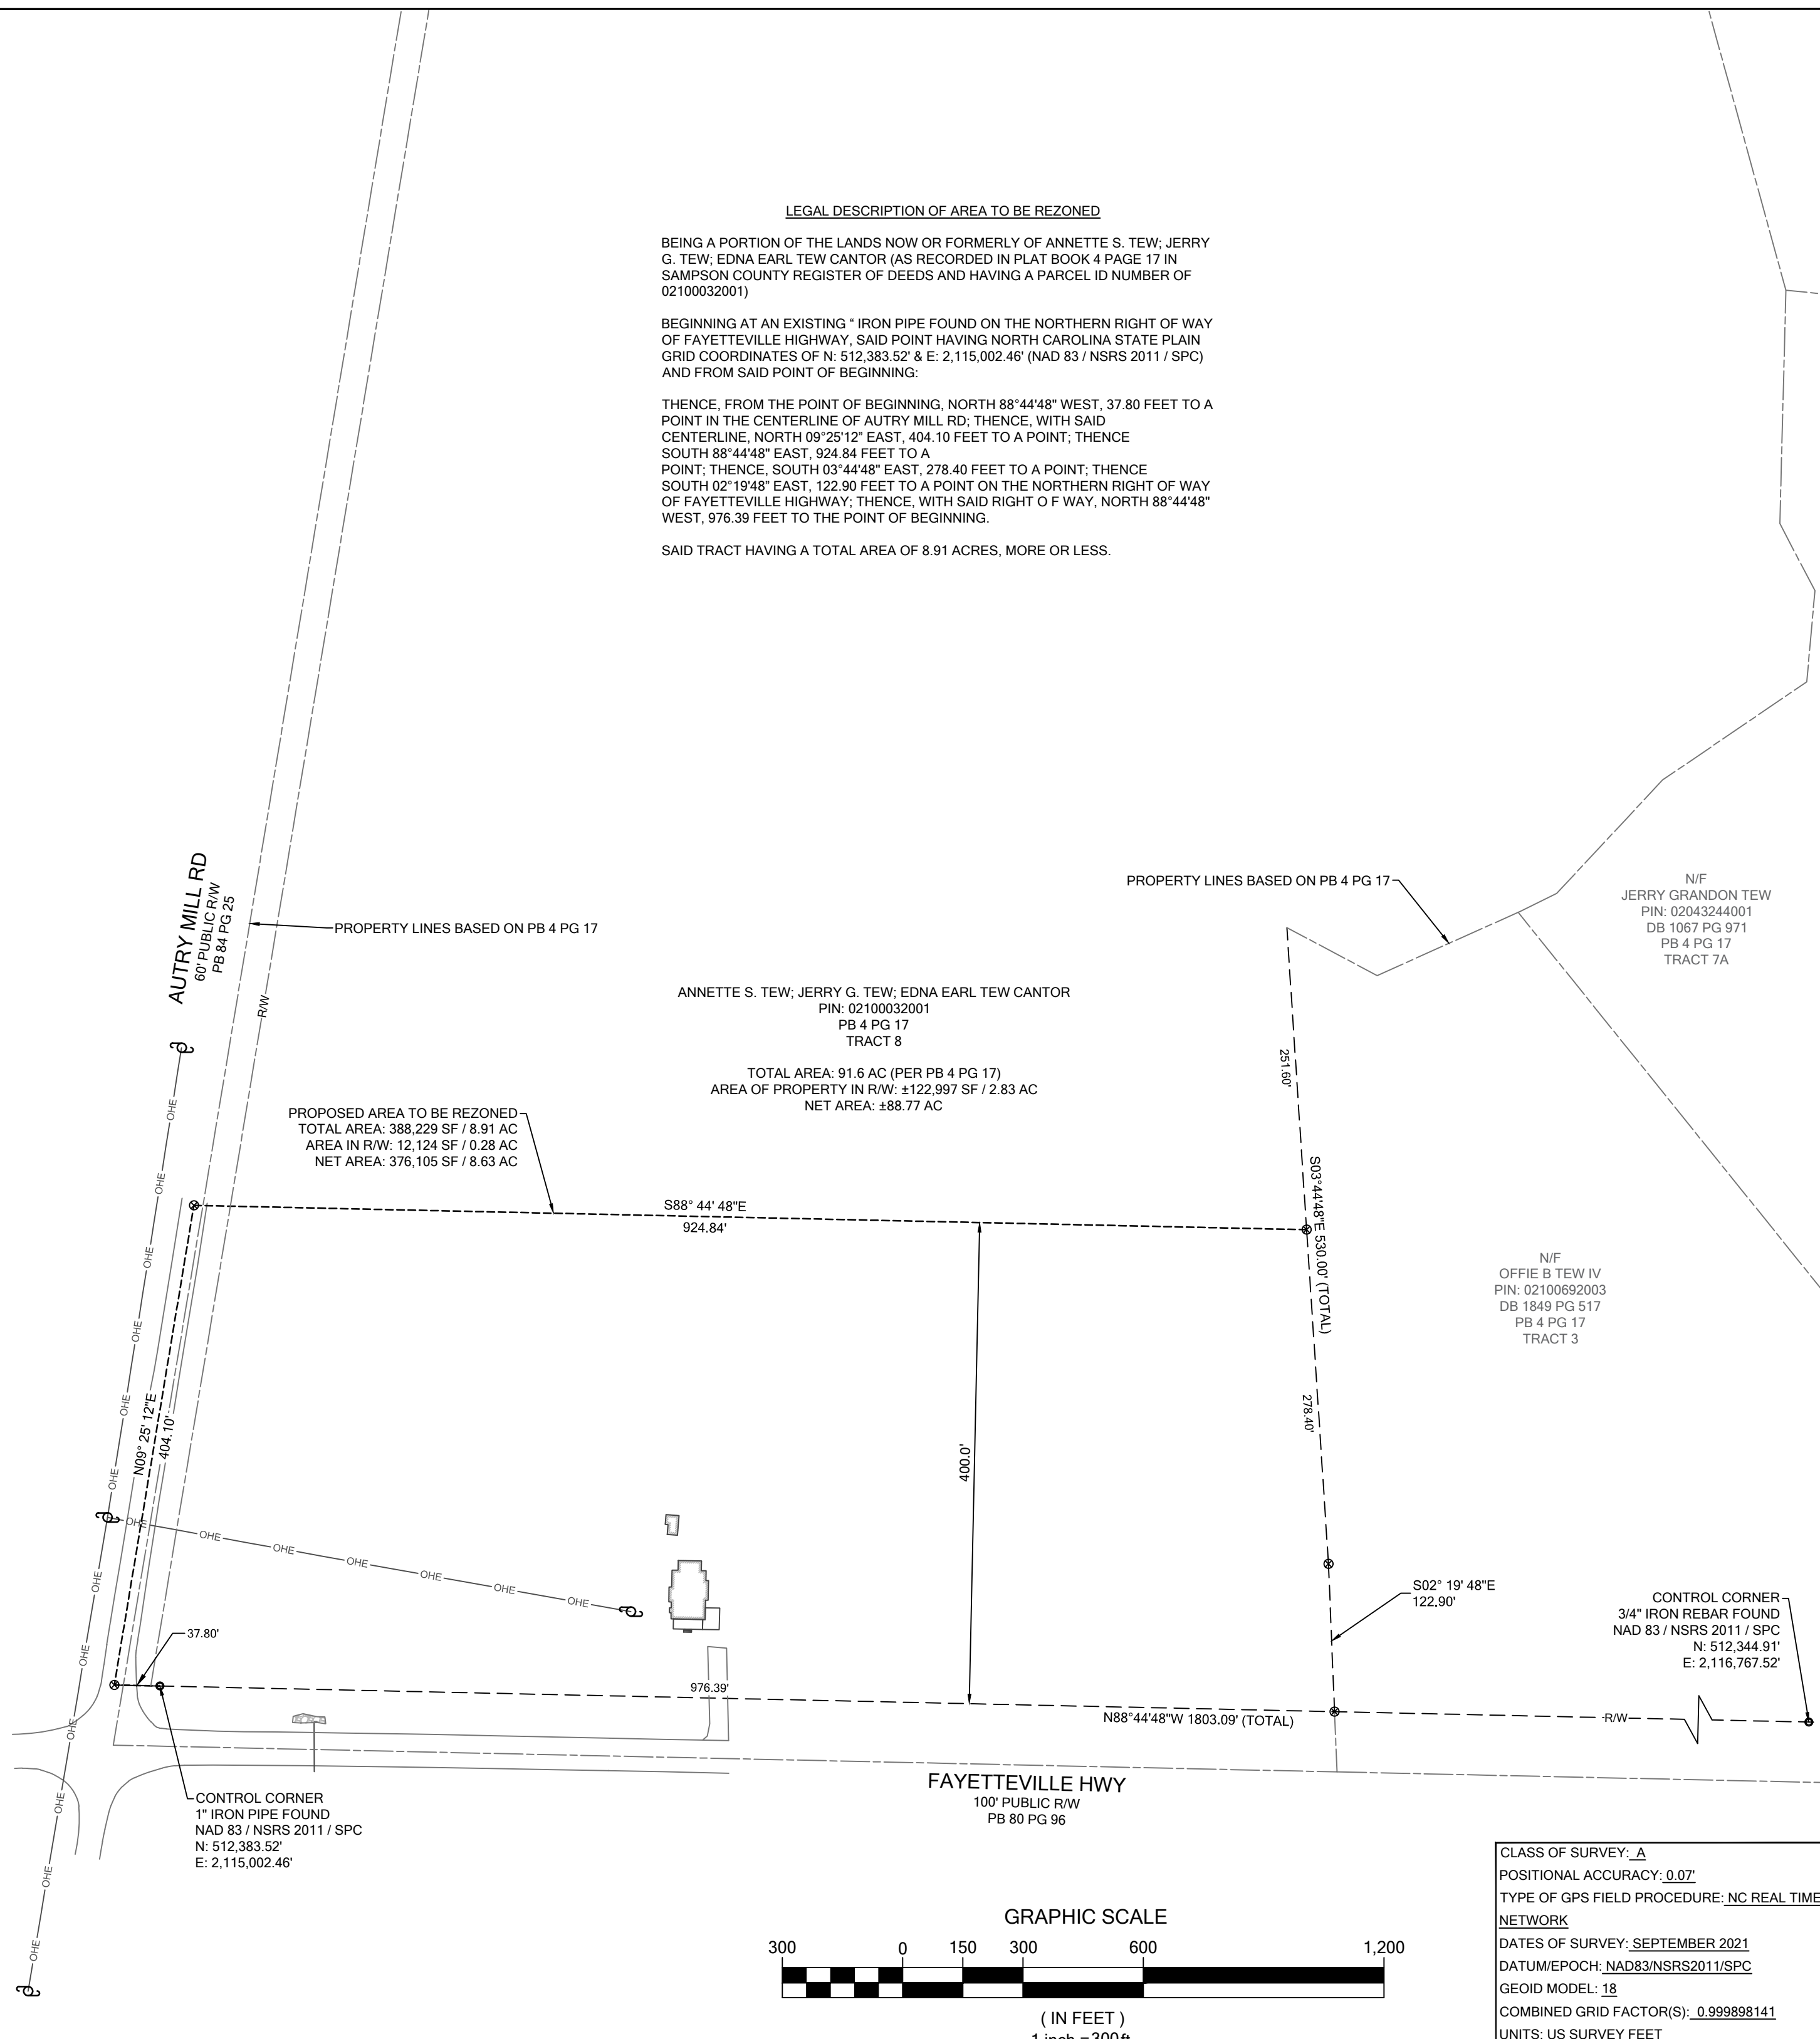 LEGAL DESCRIPTION OF AREA TO BE REZONED
BEING A PORTION OF THE LANDS NOW OR FORMERLY OF ANNETTE S. TEW; JERRY
G. TEW; EDNA EARL TEW CANTOR (AS RECORDED IN PLAT BOOK 4 PAGE 17 IN
SAMPSON COUNTY REGISTER OF DEEDS AND HAVING A PARCEL ID NUMBER OF
02100032001)
BEGINNING AT AN EXISTING “ IRON PIPE FOUND ON THE NORTHERN RIGHT OF WAY
OF FAYETTEVILLE HIGHWAY, SAID POINT HAVING NORTH CAROLINA STATE PLAIN
GRID COORDINATES OF N: 512,383.52' & E: 2,115,002.46' (NAD 83 / NSRS 2011 / SPC)
AND FROM SAID POINT OF BEGINNING:
THENCE, FROM THE POINT OF BEGINNING, NORTH 88°44'48" WEST, 37.80 FEET TO A
POINT IN THE CENTERLINE OF AUTRY MILL RD; THENCE, WITH SAID
CENTERLINE, NORTH 09°25'12” EAST, 404.10 FEET TO A POINT; THENCE
SOUTH 88°44'48" EAST, 924.84 FEET TO A
POINT; THENCE, SOUTH 03°44'48" EAST, 278.40 FEET TO A POINT; THENCE
SOUTH 02°19'48” EAST, 122.90 FEET TO A POINT ON THE NORTHERN RIGHT OF WAY
OF FAYETTEVILLE HIGHWAY; THENCE, WITH SAID RIGHT O F WAY, NORTH 88°44'48"
WEST, 976.39 FEET TO THE POINT OF BEGINNING.
SAID TRACT HAVING A TOTAL AREA OF 8.91 ACRES, MORE OR LESS.
AUTRY MILL RD
60' PUBLIC R/W
PB 84 PG 25
PROPERTY LINES BASED ON PB 4 PG 17
R/W
PROPERTY LINES BASED ON PB 4 PG 17
N/F
JERRY GRANDON TEW
PIN: 02043244001
DB 1067 PG 971
PB 4 PG 17
TRACT 7A
ANNETTE S. TEW; JERRY G. TEW; EDNA EARL TEW CANTOR
PIN: 02100032001
PB 4 PG 17
TRACT 8
TOTAL AREA: 91.6 AC (PER PB 4 PG 17)
AREA OF PROPERTY IN R/W: ±122,997 SF / 2.83 AC
NET AREA: ±88.77 AC
PROPOSED AREA TO BE REZONED
TOTAL AREA: 388,229 SF / 8.91 AC
AREA IN R/W: 12,124 SF / 0.28 AC
NET AREA: 376,105 SF / 8.63 AC
251.60'
S03°44'48"E 530.00' (TOTAL)
278.40'
S88° 44' 48"E
924.84'
N/F
OFFIE B TEW IV
PIN: 02100692003
DB 1849 PG 517
PB 4 PG 17
TRACT 3
OHE
OHE
OHE
OHE
OHE
OHE
OHE
OHE
OHE
OHE
OHE
N09° 25' 12"E
404.10'
OHE
OHE
OHE
OHE
OHE
OHE
OHE
400.0'
37.80'
976.39'
N88°44'48"W 1803.09' (TOTAL)
S02° 19' 48"E
122.90'
R/W
CONTROL CORNER
3/4" IRON REBAR FOUND
NAD 83 / NSRS 2011 / SPC
N: 512,344.91'
E: 2,116,767.52'
CONTROL CORNER
1" IRON PIPE FOUND
NAD 83 / NSRS 2011 / SPC
N: 512,383.52'
E: 2,115,002.46'
FAYETTEVILLE HWY
100' PUBLIC R/W
PB 80 PG 96
GRAPHIC SCALE
300 0 150 300 600 1,200
( IN FEET )
1 inch = 300 ft.
CLASS OF SURVEY: A
POSITIONAL ACCURACY: 0.07'
TYPE OF GPS FIELD PROCEDURE: NC REAL TIME
NETWORK
DATES OF SURVEY: SEPTEMBER 2021
DATUM/EPOCH: NAD83/NSRS2011/SPC
GEOID MODEL: 18
COMBINED GRID FACTOR(S): 0.999898141
UNITS: US SURVEY FEET